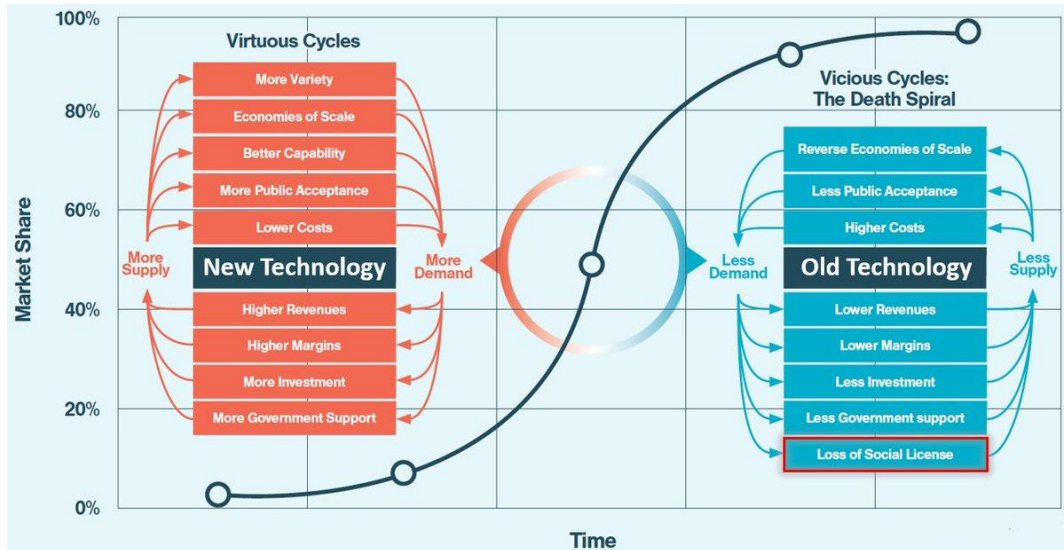 100%
80%
60%
40%
20%
0%
Market Share
Time
Virtuous Cycles
More Variety
Economies of Scale
Better Capability
More Public Acceptance
Lower Costs
More
Supply
New Technology
More
Demand
Higher Revenues
Higher Margins
More Investment
More Government Support
Vicious Cycles:
The Death Spiral
Reverse Economies of Scale
Less Public Acceptance
Higher Costs
Less
Demand
Old Technology
Less
Supply
Lower Revenues
Lower Margins
Less Investment
Less Government support
Loss of Social License